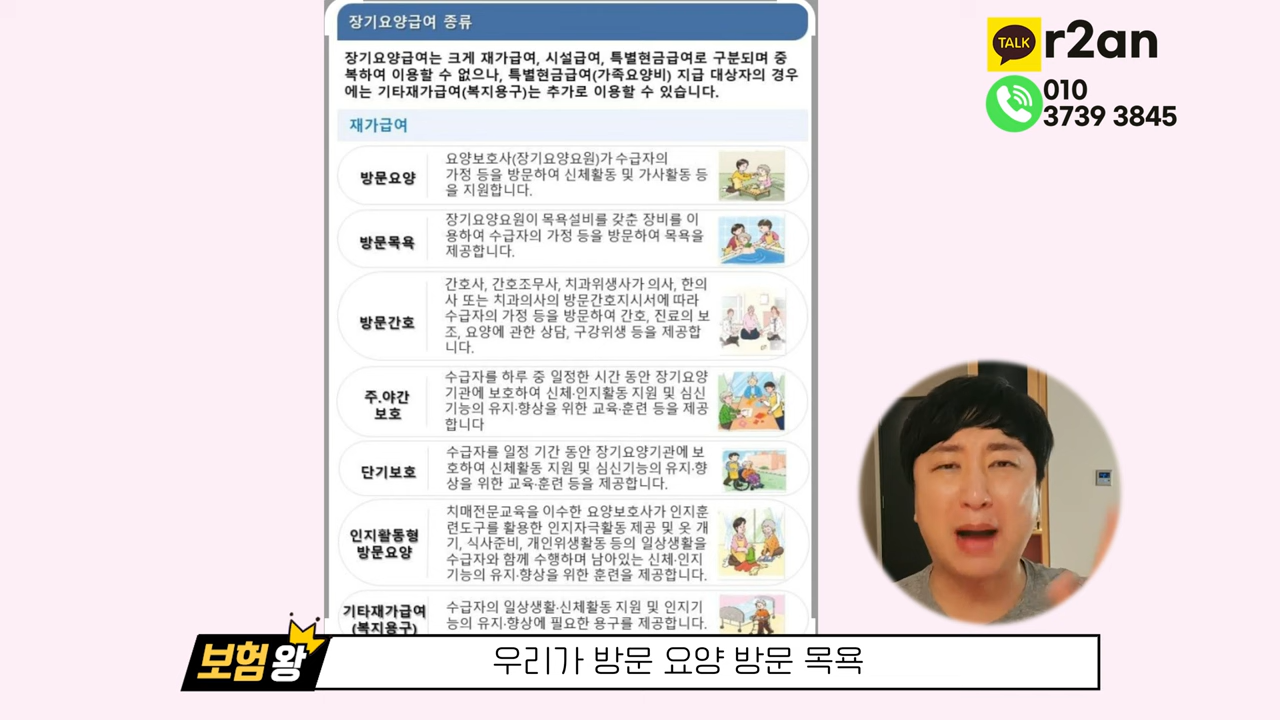 장기요양급여 종류
장기요양급여는 크게 재가급여, 시설급여, 특별현금급여로 구분되며 중
복하여 이용할 수 없으나, 특별현금급여(가족요양비) 지급 대상자의 경우
에는 기타재가급여(복지용구)는 추가로 이용할 수 있습니다.
재가급여
방문요양
요양보호사(장기요양요원)가 수급자의
가정 등을 방문하여 신체활동 및 가사활동 등
을 지원합니다.
방문목욕
장기요양요원이 목욕설비를 갖춘 장비를 이
용하여 수급자의 가정 등을 방문하여 목욕을
제공합니다.
방문간호
간호사, 간호조무사, 치과위생사가 의사, 한의
사 또는 치과의사의 방문간호지시서에 따라
수급자의 가정 등을 방문하여 간호, 진료의 보
조, 요양에 관한 상담, 구강위생 등을 제공합
니다.
주.야간
보호
수급자를 하루 중 일정한 시간 동안 장기요양
기관에 보호하여 신체·인지활동 지원 및 심신
기능의 유지·향상을 위한 교육·훈련 등을 제공
합니다
단기보호
수급자를 일정 기간 동안 장기요양기관에 보
호하여 신체활동 지원 및 심신기능의 유지·향
상을 위한 교육·훈련 등을 제공합니다.
인지활동형
방문요양
치매전문교육을 이수한 요양보호사가 인지훈
련도구를 활용한 인지자극활동 제공 및 옷 개
기, 식사준비, 개인위생활동 등의 일상생활을
수급자와 함께 수행하며 남아있는 신체·인지
기능의 유지·향상을 위한 훈련을 제공합니다.
기타재가급여
(복지용구)
수급자의 일상생활·신체활동 지원 및 인지기
능의 유지·향상에 필요한 용구를 제공합니다.
TALK
r2an
010
3739 3845
보험왕
우리가 방문 요양 방문 목욕